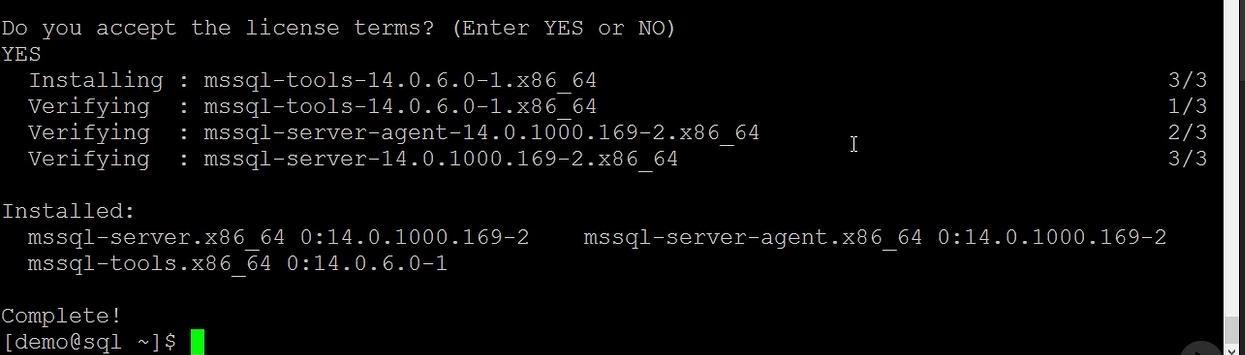 Do you accept the license terms? (Enter YES or NO)
YES
  Installing : mssql-tools-14.0.6.0-1.x86_64                                          3/3
  Verifying  : mssql-tools-14.0.6.0-1.x86_64                                          1/3
  Verifying  : mssql-server-agent-14.0.1000.169-2.x86_64                              2/3
  Verifying  : mssql-server-14.0.1000.169-2.x86_64                                    3/3
Installed:
  mssql-server.x86_64 0:14.0.1000.169-2    mssql-server-agent.x86_64 0:14.0.1000.169-2
  mssql-tools.x86_64 0:14.0.6.0-1
Complete!
[demo@sql ~]$